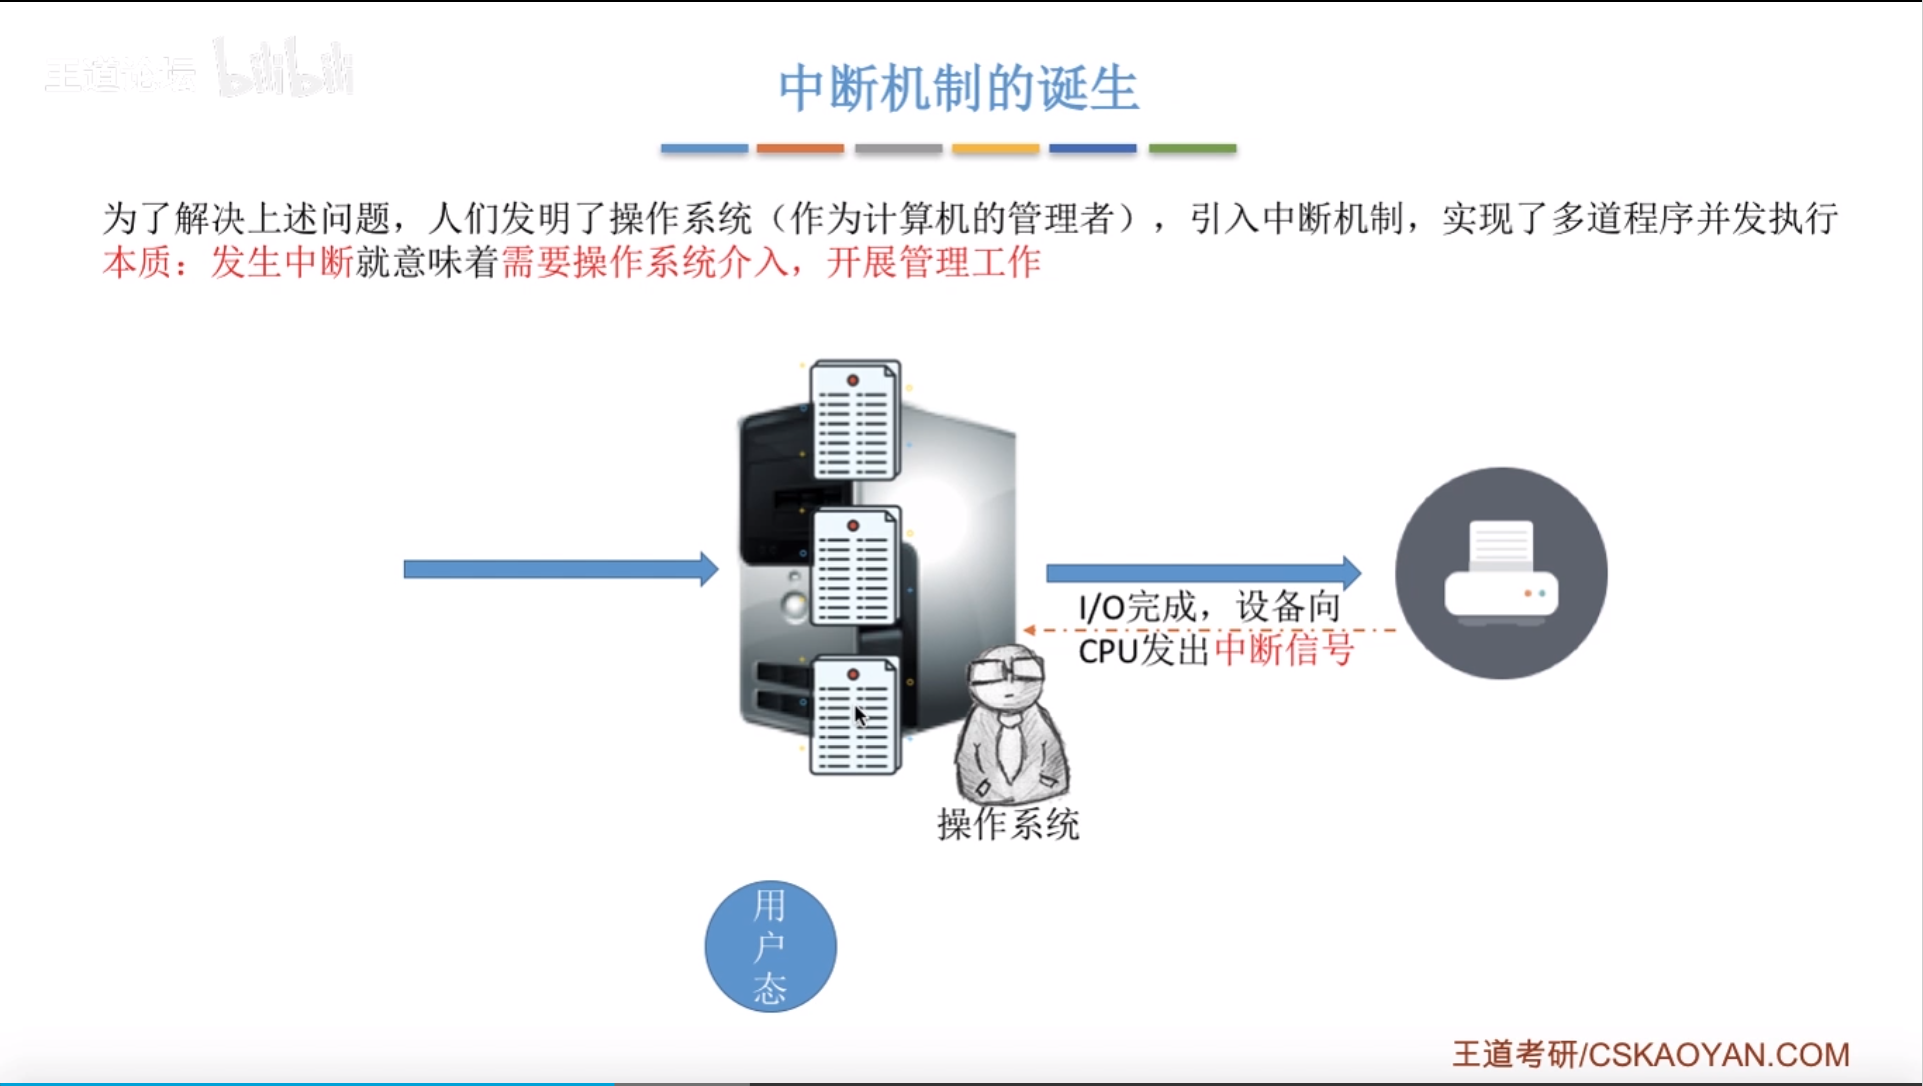 王道论坛 bilibili
中断机制的诞生
为了解决上述问题，人们发明了操作系统（作为计算机的管理者），引入中断机制，实现了多道程序并发执行
本质：发生中断就意味着需要操作系统介入，开展管理工作
I/O完成，设备向
CPU发出中断信号
操作系统
用
户
态
王道考研/CSKAOYAN.COM